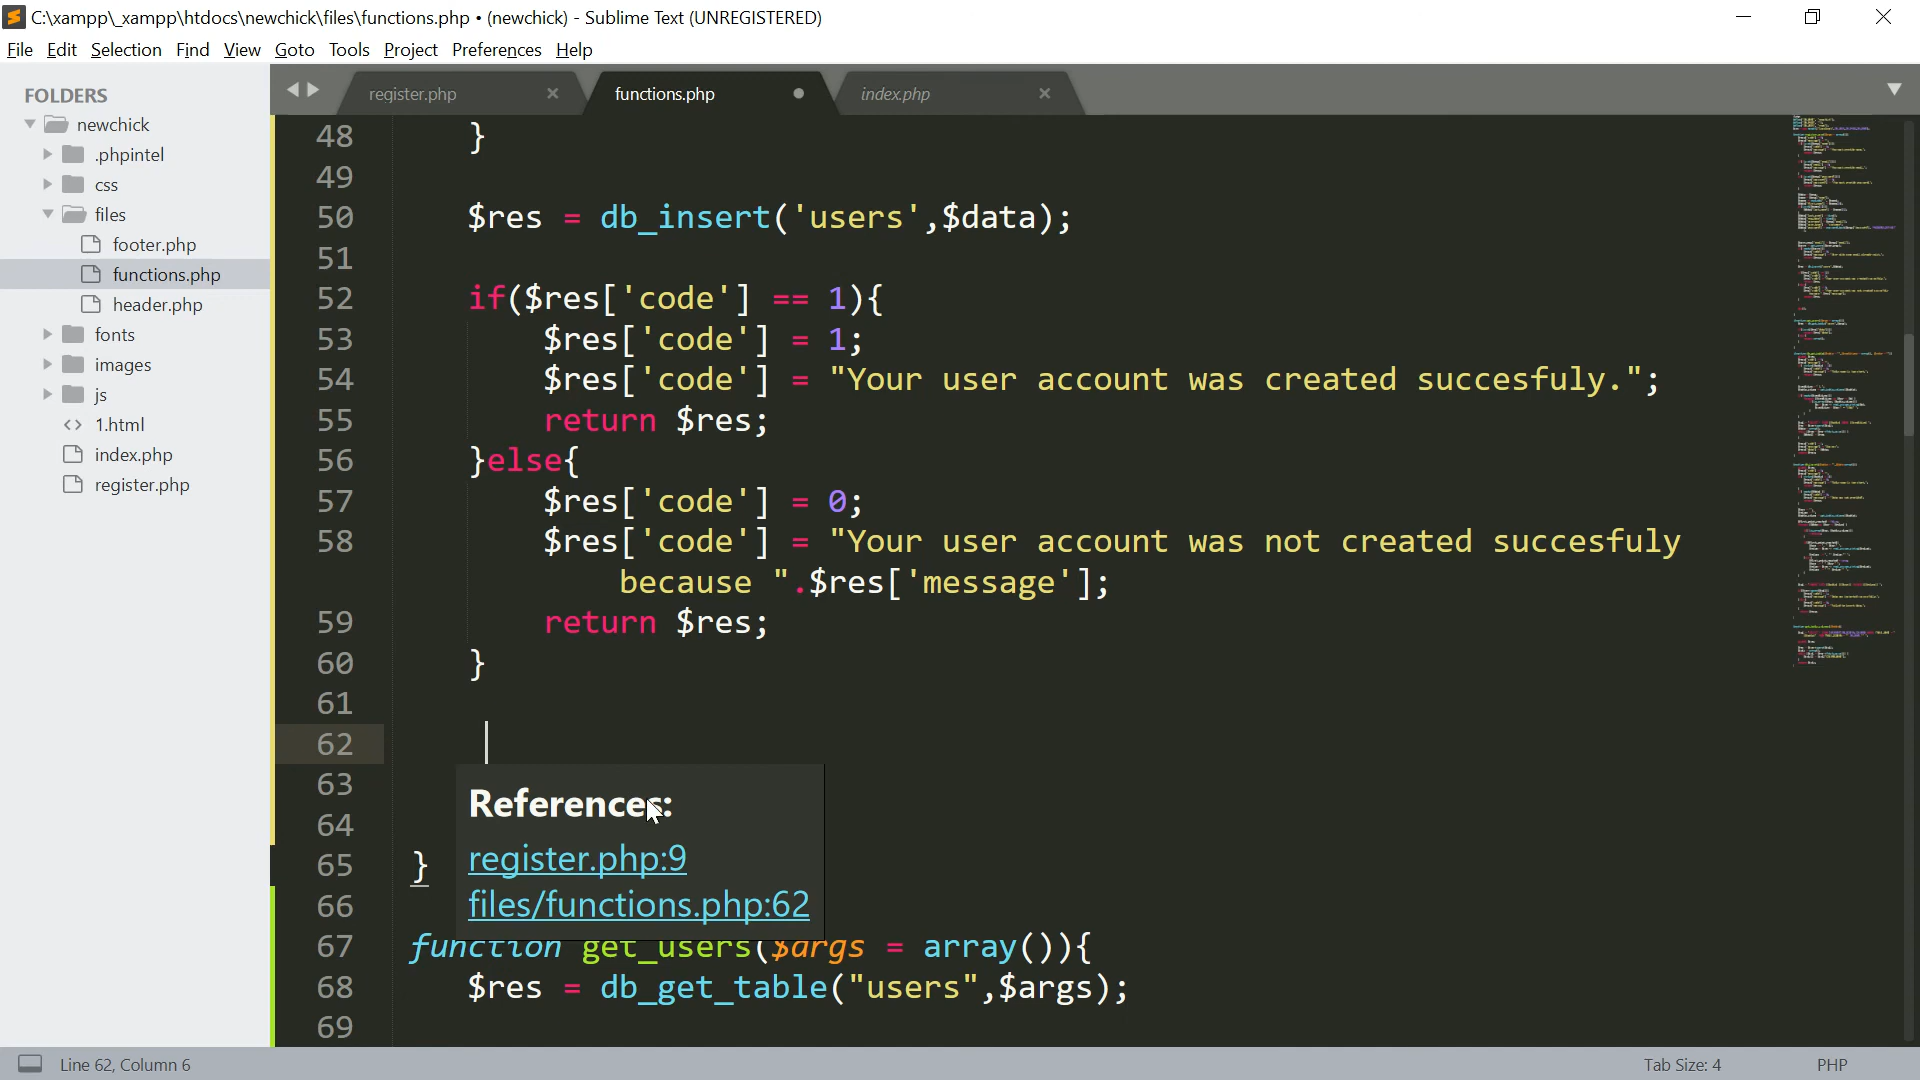 C:\xampp\_xampp\htdocs\newchick\files\functions.php • (newchick) - Sublime Text (UNREGISTERED)
File Edit Selection Find View Goto Tools Project Preferences Help
FOLDERS
newchick
.phpintel
css
files
footer.php
functions.php
header.php
fonts
images
js
<> 1.html
index.php
register.php
register.php × functions.php • index.php ×
48 }
49
50 $res = db_insert('users',$data);
51
52 if($res['code'] == 1){
53 $res['code'] = 1;
54 $res['code'] = "Your user account was created succesfuly.";
55 return $res;
56 }else{
57 $res['code'] = 0;
58 $res['code'] = "Your user account was not created succesfuly
because ".$res['message'];
59 return $res;
60 }
61
62
63
64
65 }
66
References:
register.php:9
files/functions.php:62
67 function get_users($args = array()){
68 $res = db_get_table("users",$args);
69
Line 62, Column 6
Tab Size: 4
PHP